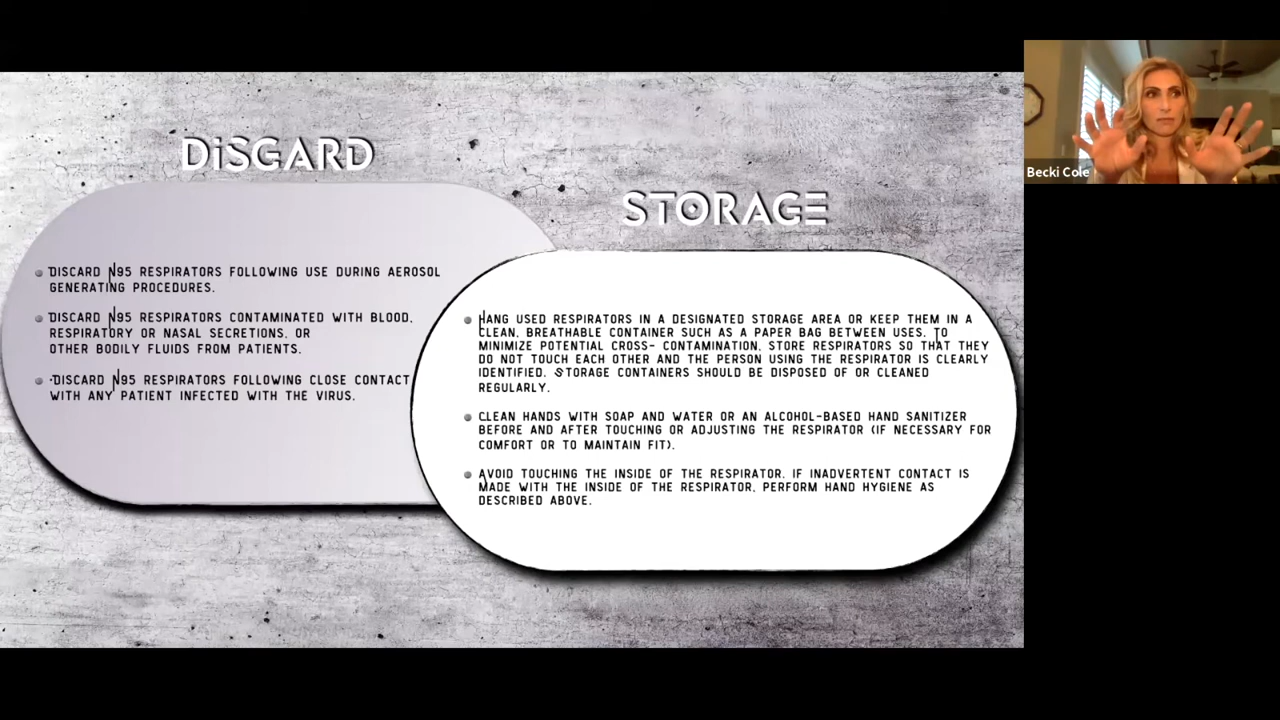 DiSGARD
DISCARD N95 RESPIRATORS FOLLOWING USE DURING AEROSOL
GENERATING PROCEDURES.
DISCARD N95 RESPIRATORS CONTAMINATED WITH BLOOD,
RESPIRATORY OR NASAL SECRETIONS, OR
OTHER BODILY FLUIDS FROM PATIENTS.
·DISCARD N95 RESPIRATORS FOLLOWING CLOSE CONTACT
WITH ANY PATIENT INFECTED WITH THE VIRUS.
STORAGE
HANG USED RESPIRATORS IN A DESIGNATED STORAGE AREA OR KEEP THEM IN A
CLEAN, BREATHABLE CONTAINER SUCH AS A PAPER BAG BETWEEN USES. TO
MINIMIZE POTENTIAL CROSS- CONTAMINATION, STORE RESPIRATORS SO THAT THEY
DO NOT TOUCH EACH OTHER AND THE PERSON USING THE RESPIRATOR IS CLEARLY
IDENTIFIED. STORAGE CONTAINERS SHOULD BE DISPOSED OF OR CLEANED
REGULARLY.
CLEAN HANDS WITH SOAP AND WATER OR AN ALCOHOL-BASED HAND SANITIZER
BEFORE AND AFTER TOUCHING OR ADJUSTING THE RESPIRATOR (IF NECESSARY FOR
COMFORT OR TO MAINTAIN FIT).
AVOID TOUCHING THE INSIDE OF THE RESPIRATOR. IF INADVERTENT CONTACT IS
MADE WITH THE INSIDE OF THE RESPIRATOR, PERFORM HAND HYGIENE AS
DESCRIBED ABOVE.
Becki Cole